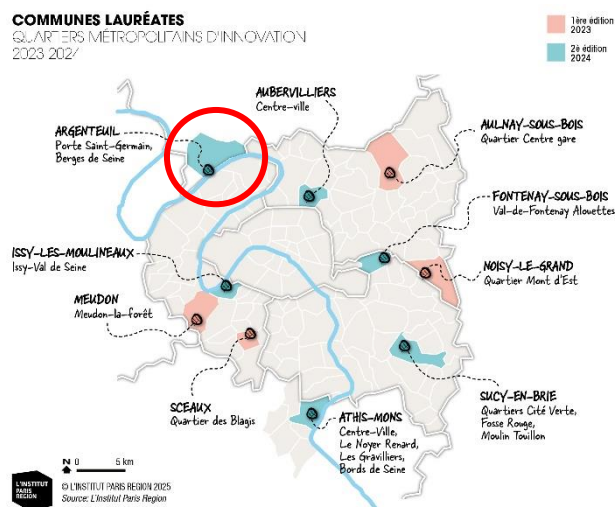 COMMUNES LAURÉATES
QUARTIERS MÉTROPOLITAINS D'INNOVATION
2023 2024
1ère édition
2023
2è édition
2024
AUBERVILLIERS
Centre-ville
ARGENTEUIL
Porte Saint-Germain,
Berges de Seine
AULNAY-SOUS-BOIS
Quartier Centre gare
FONTENAY-SOUS-BOIS
Val-de-Fontenay Alouettes
ISSY-LES-MOULINEAUX
Issy-Val de Seine
NOISY-LE-GRAND
Quartier Mont d'Est
MEUDON
Meudon-la-forêt
SCEAUX
Quartier des Blagis
SUCY-EN-BRIE
Quartiers Cité Verte,
Fosse Rouge,
Moulin Touillon
ATHIS-MONS
Centre-Ville,
Le Noyer Renard,
Les Gravilliers,
Bords de Seine
N 0 5 km
L'INSTITUT
PARIS
REGION
© L'INSTITUT PARIS REGION 2025
Source: L'Institut Paris Region